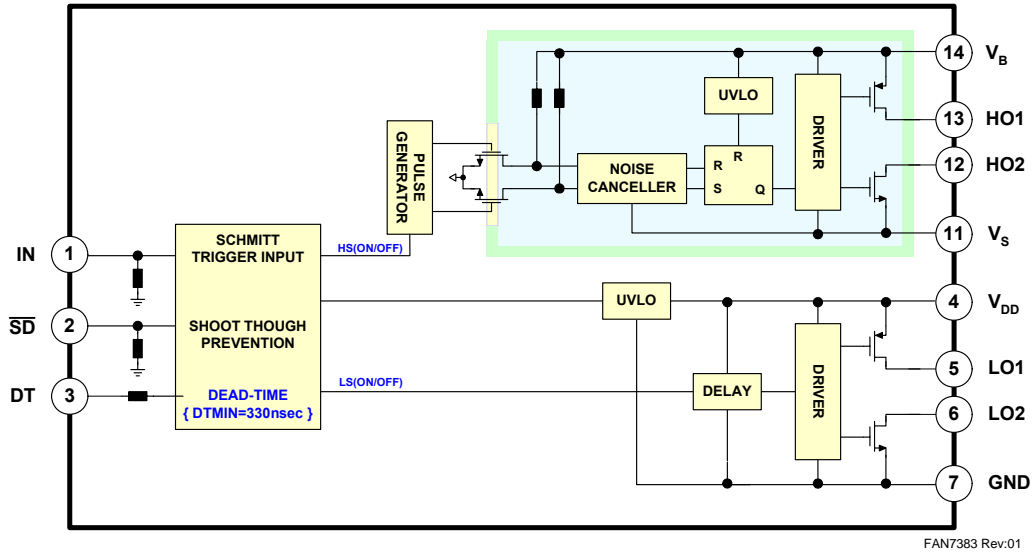 14
V_B
UVLO
13
HO1
PULSE
GENERATOR
DRIVER
R
12
HO2
NOISE
CANCELLER
R
S
Q
11
V_S
IN
1
SCHMITT
TRIGGER INPUT
HS(ON/OFF)
UVLO
4
V_DD
SD
2
SHOOT THOUGH
PREVENTION
DRIVER
5
LO1
DT
3
DEAD-TIME
{ DTMIN=330nsec }
LS(ON/OFF)
DELAY
6
LO2
7
GND
FAN7383 Rev:01